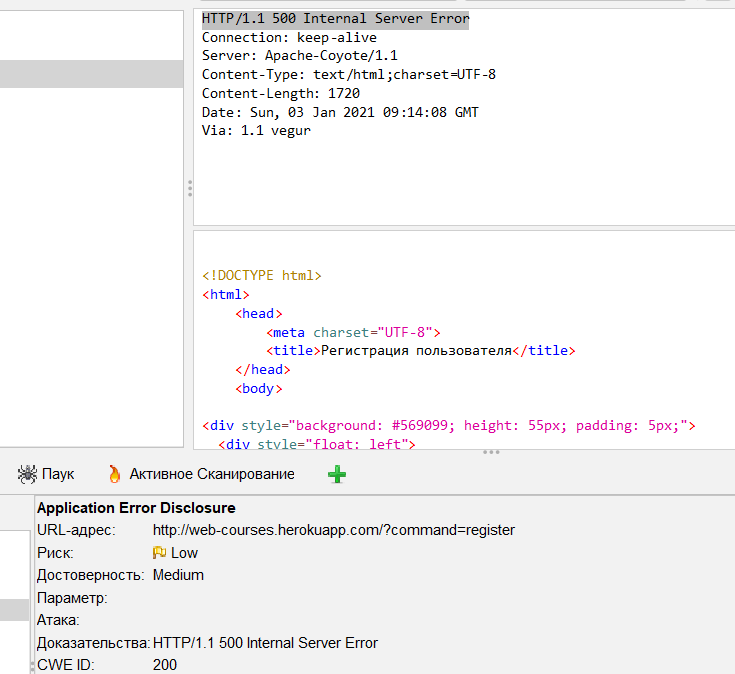 HTTP/1.1 500 Internal Server Error
Connection: keep-alive
Server: Apache-Coyote/1.1
Content-Type: text/html;charset=UTF-8
Content-Length: 1720
Date: Sun, 03 Jan 2021 09:14:08 GMT
Via: 1.1 vegur
<!DOCTYPE html>
<html>
<head>
<meta charset="UTF-8">
<title>Регистрация пользователя</title>
</head>
<body>
<div style="background: #569099; height: 55px; padding: 5px;">
<div style="float: left">
Паук Активное Сканирование
Application Error Disclosure
URL-адрес: http://web-courses.herokuapp.com/?command=register
Риск: Low
Достоверность: Medium
Параметр:
Атака:
Доказательства: HTTP/1.1 500 Internal Server Error
CWE ID: 200